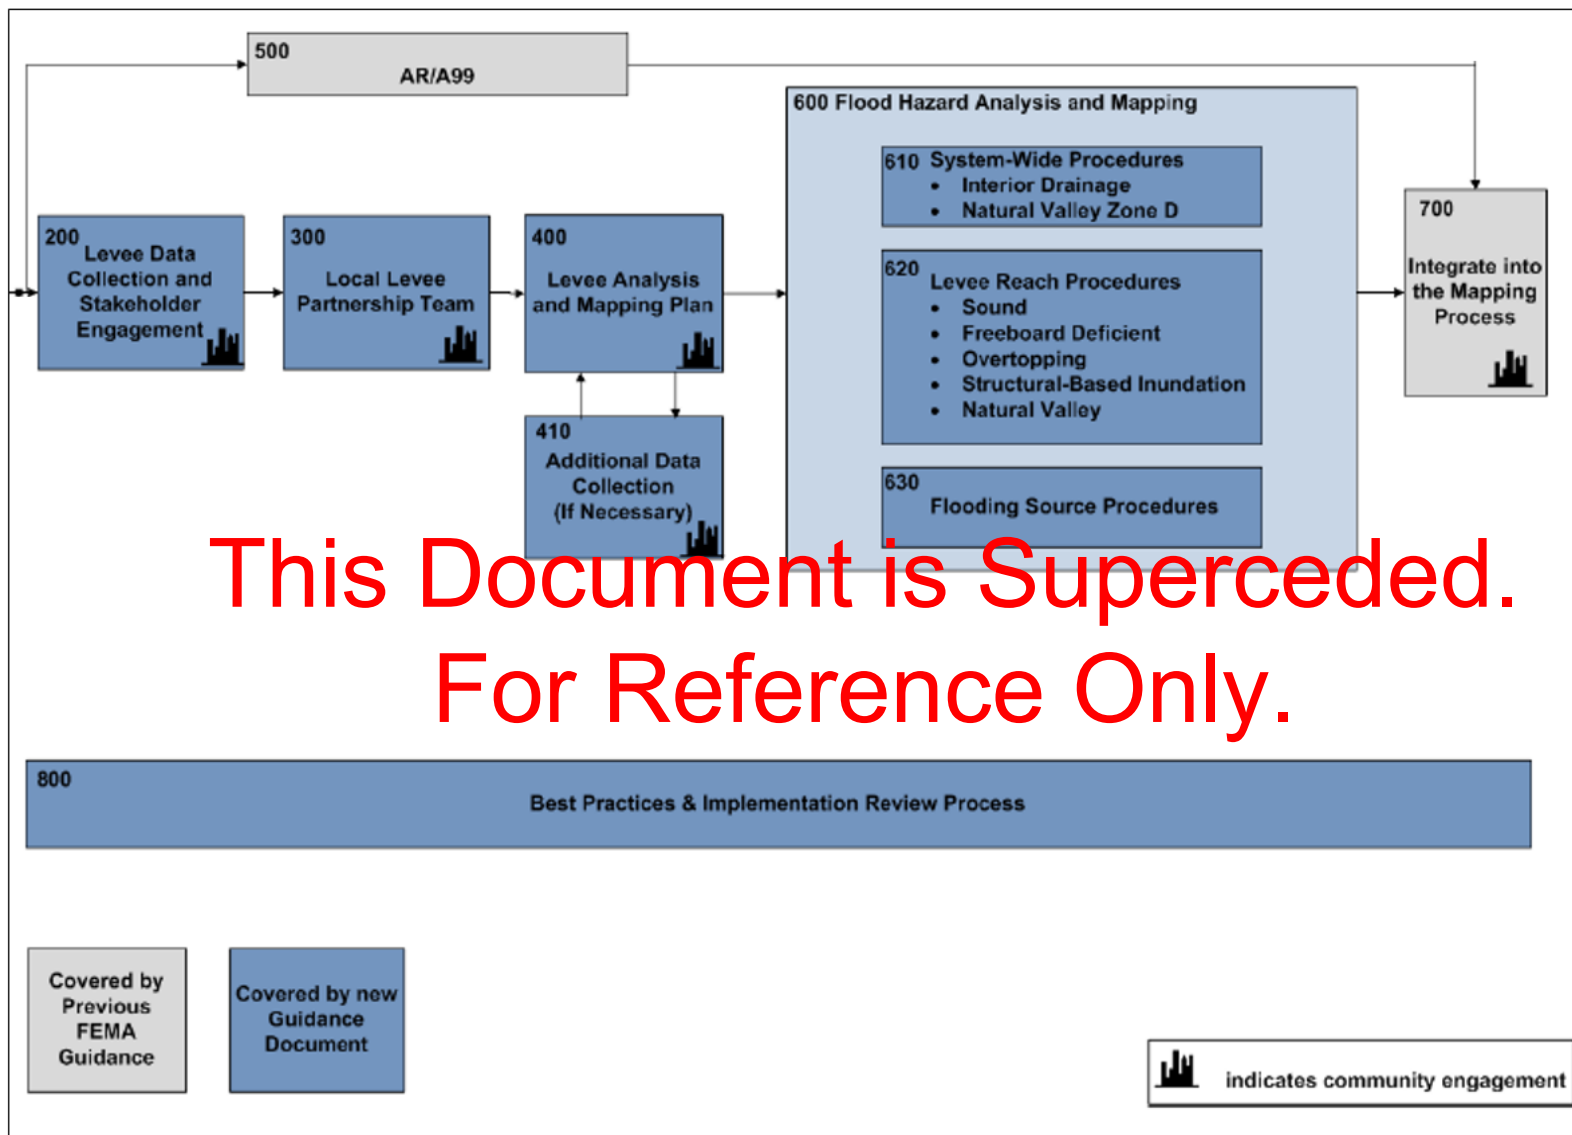 500
AR/A99
600 Flood Hazard Analysis and Mapping
610 System-Wide Procedures
• Interior Drainage
• Natural Valley Zone D
200
Levee Data
Collection and
Stakeholder
Engagement
300
Local Levee
Partnership Team
400
Levee Analysis
and Mapping Plan
410
Additional Data
Collection
(If Necessary)
620
Levee Reach Procedures
• Sound
• Freeboard Deficient
• Overtopping
• Structural-Based Inundation
• Natural Valley
630
Flooding Source Procedures
700
Integrate into
the Mapping
Process
This Document is Superceded.
For Reference Only.
800
Best Practices & Implementation Review Process
Covered by
Previous
FEMA
Guidance
Covered by new
Guidance
Document
indicates community engagement